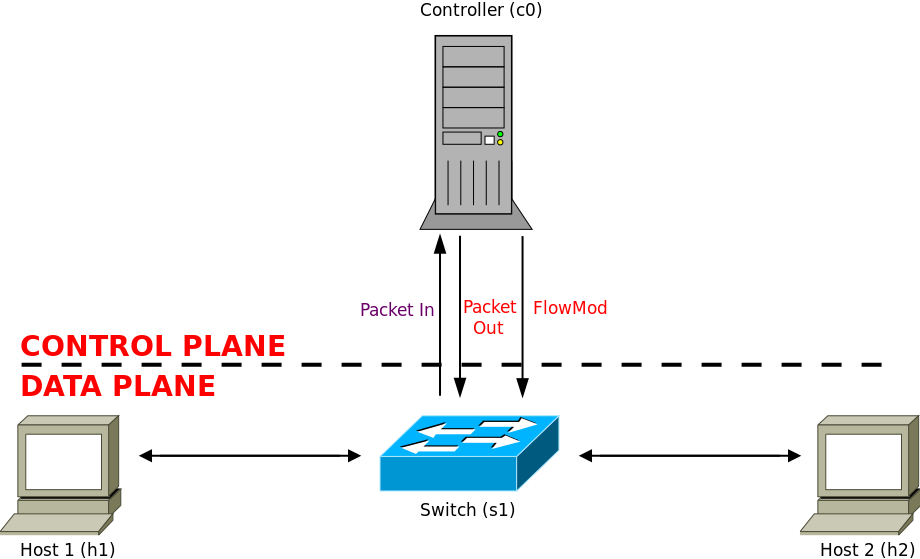 Controller (c0)
Packet In
Packet
Out
FlowMod
CONTROL PLANE
DATA PLANE
Switch (s1)
Host 1 (h1)
Host 2 (h2)